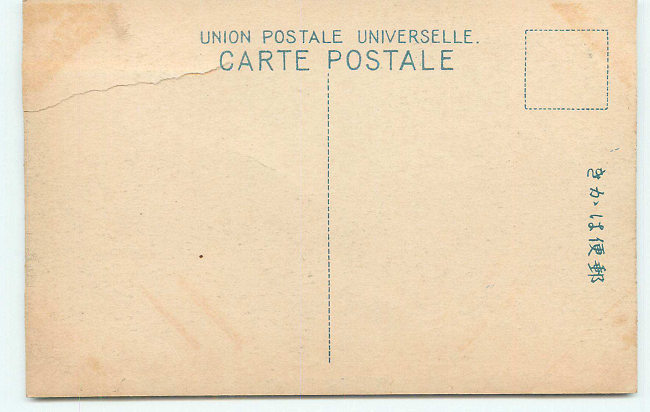 UNION POSTALE UNIVERSELLE.
CARTE POSTALE
郵便はかき